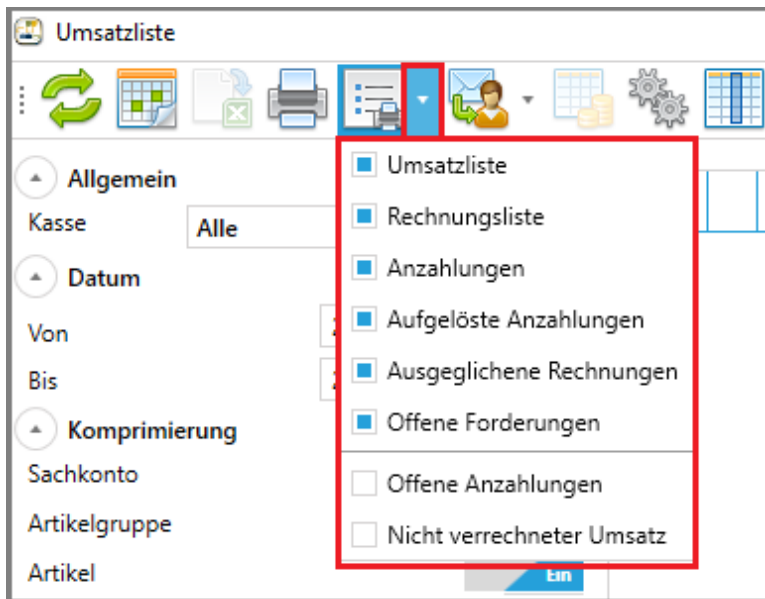 Umsatzliste
Allgemein
Kasse
Alle
Datum
Von
Bis
Komprimierung
Sachkonto
Artikelgruppe
Artikel
Ein
Umsatzliste
Rechnungsliste
Anzahlungen
Aufgelöste Anzahlungen
Ausgeglichene Rechnungen
Offene Forderungen
Offene Anzahlungen
Nicht verrechneter Umsatz